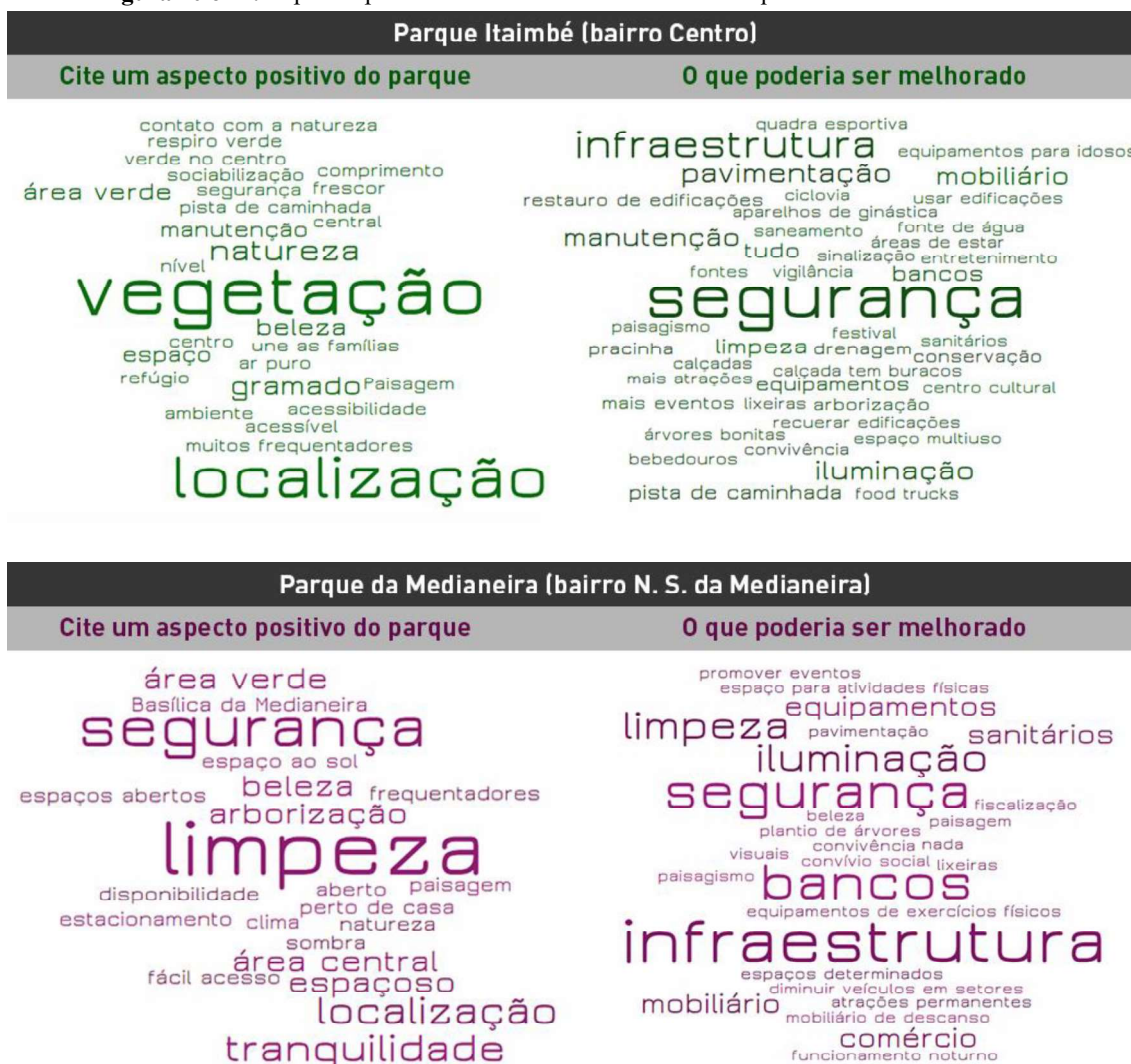 Parque Itaimbé (bairro Centro)
Cite um aspecto positivo do parque
O que poderia ser melhorado
contato com a natureza
respiro verde
verde no centro
sociabilização comprimento
área verde segurança frescor
pista de caminhada
manutenção central
natureza
nível
vegetação
beleza
centro une as famílias
espaço ar puro
refúgio gramado Paisagem
ambiente acessibilidade
acessível
muitos frequentadores
localização
quadra esportiva
infraestrutura equipamentos para idosos
pavimentação mobiliário
restauro de edificações ciclovia usar edificações
aparelhos de ginástica
manutenção saneamento fonte de água
tudo áreas de estar
sinalização entretenimento
fontes vigilância bancos
segurança
paisagismo festival
pracinha limpeza drenagem sanitários
conservação
calçadas calçada tem buracos
mais atrações equipamentos centro cultural
mais eventos lixeiras arborização
recuerar edificações
árvores bonitas espaço multiuso
bebedouros convivência
iluminação
pista de caminhada food trucks
Parque da Medianeira (bairro N. S. da Medianeira)
Cite um aspecto positivo do parque
O que poderia ser melhorado
área verde
Basílica da Medianeira
segurança
espaço ao sol
espaços abertos beleza frequentadores
arborização
limpeza
disponibilidade aberto paisagem
estacionamento clima perto de casa
natureza
sombra
fácil acesso área central
espaçoso
localização
tranquilidade
promover eventos
espaço para atividades físicas
equipamentos
limpeza pavimentação sanitários
iluminação
segurança fiscalização
beleza paisagem
plantio de árvores
visuais convivência nada
convívio social lixeiras
paisagismo bancos
equipamentos de exercícios físicos
infraestrutura
espaços determinados
diminuir veículos em setores
mobiliário atrações permanentes
mobiliário de descanso
comércio
funcionamento noturno